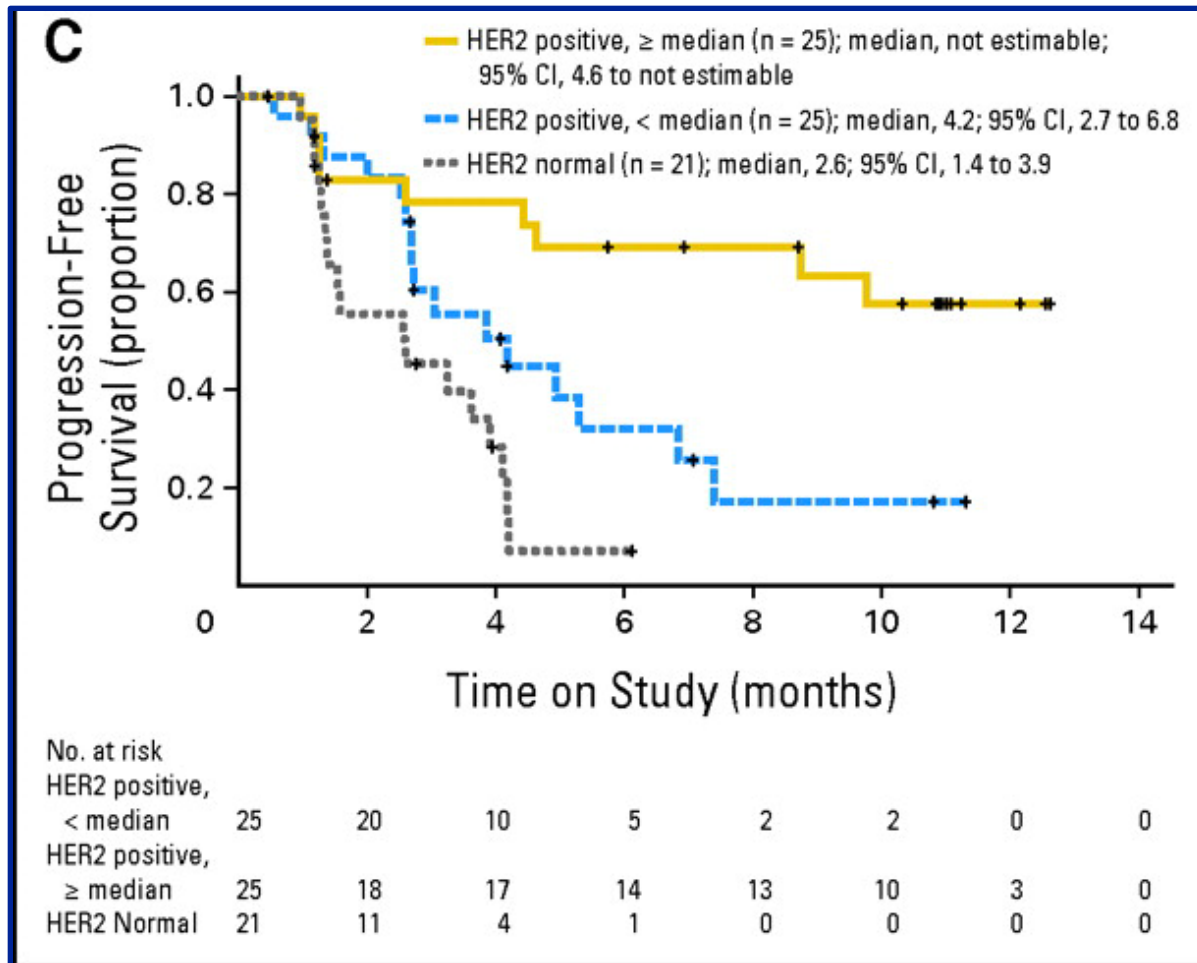 C
HER2 positive, ≥ median (n = 25); median, not estimable;
95% CI, 4.6 to not estimable
HER2 positive, < median (n = 25); median, 4.2; 95% CI, 2.7 to 6.8
HER2 normal (n = 21); median, 2.6; 95% CI, 1.4 to 3.9
Progression-Free
Survival (proportion)
1.0
0.8
0.6
0.4
0.2
0 2 4 6 8 10 12 14
Time on Study (months)
No. at risk
HER2 positive,
< median 25 20 10 5 2 2 0 0
HER2 positive,
≥ median 25 18 17 14 13 10 3 0
HER2 Normal 21 11 4 1 0 0 0 0